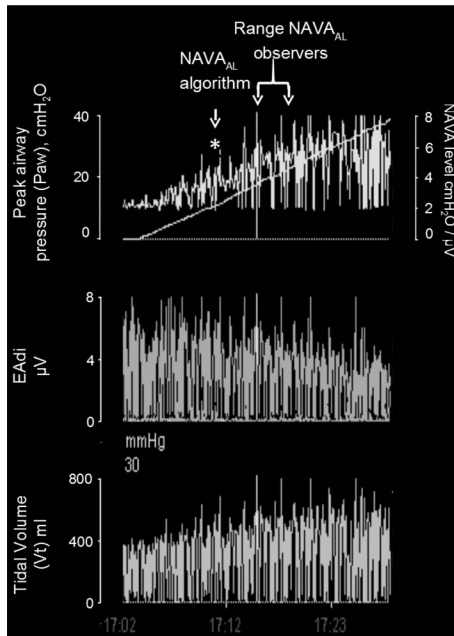 Range NAVAAL
observers
NAVAAL
algorithm
*
Peak airway
pressure (Paw), cmH2O
40
20
0
8
6
4
2
0
NAVA level cmH2O / µV
EAdi
µV
8
4
0
mmHg
30
Tidal Volume
(Vt) ml
800
400
0
-17:02
-17:12
-17:23